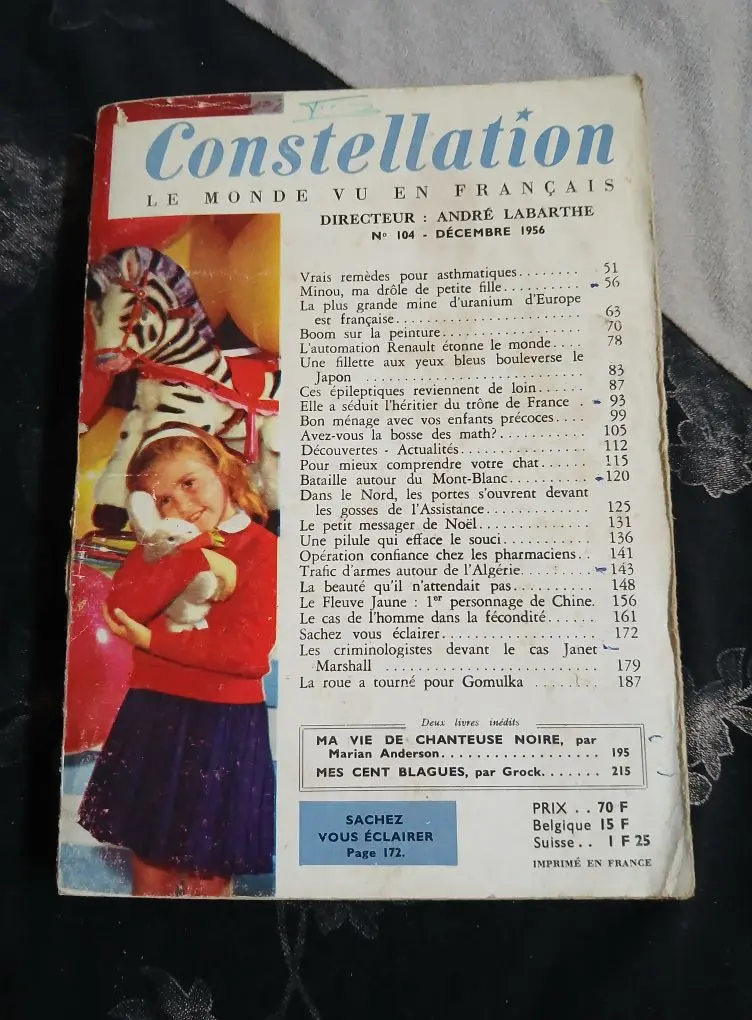 Constellation
LE MONDE VU EN FRANÇAIS
DIRECTEUR : ANDRÉ LABARTHE
Nº 104 - DÉCEMBRE 1956
Vrais remèdes pour asthmatiques........ 51
Minou, ma drôle de petite fille.......... 56
La plus grande mine d'uranium d'Europe
est française...................... 63
Boom sur la peinture.................. 70
L'automation Renault étonne le monde.... 78
Une fillette aux yeux bleus bouleverse le
Japon ............................ 83
Ces épileptiques reviennent de loin...... 87
Elle a séduit l'héritier du trône de France . 93
Bon ménage avec vos enfants précoces.... 99
Avez-vous la bosse des math?........... 105
Découvertes - Actualités............... 112
Pour mieux comprendre votre chat...... 115
Bataille autour du Mont-Blanc.......... 120
Dans le Nord, les portes s'ouvrent devant
les gosses de l'Assistance............. 125
Le petit messager de Noël.............. 131
Une pilule qui efface le souci........... 136
Opération confiance chez les pharmaciens.. 141
Trafic d'armes autour de l'Algérie......... 143
La beauté qu'il n'attendait pas.......... 148
Le Fleuve Jaune : 1er personnage de Chine. 156
Le cas de l'homme dans la fécondité...... 161
Sachez vous éclairer................... 172
Les criminologistes devant le cas Janet
Marshall ......................... 179
La roue a tourné pour Gomulka ........ 187
Deux livres inédits
MA VIE DE CHANTEUSE NOIRE, par
Marian Anderson.................. 195
MES CENT BLAGUES, par Grock....... 215
SACHEZ
VOUS ÉCLAIRER
Page 172.
PRIX . . 70 F
Belgique 15 F
Suisse. . 1 F 25
IMPRIMÉ EN FRANCE